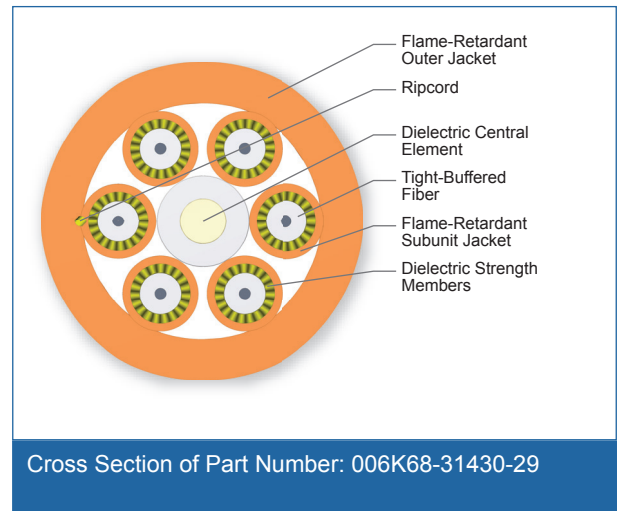 Flame-Retardant
Outer Jacket
Ripcord
Dielectric Central
Element
Tight-Buffered
Fiber
Flame-Retardant
Subunit Jacket
Dielectric Strength
Members
Cross Section of Part Number: 006K68-31430-29